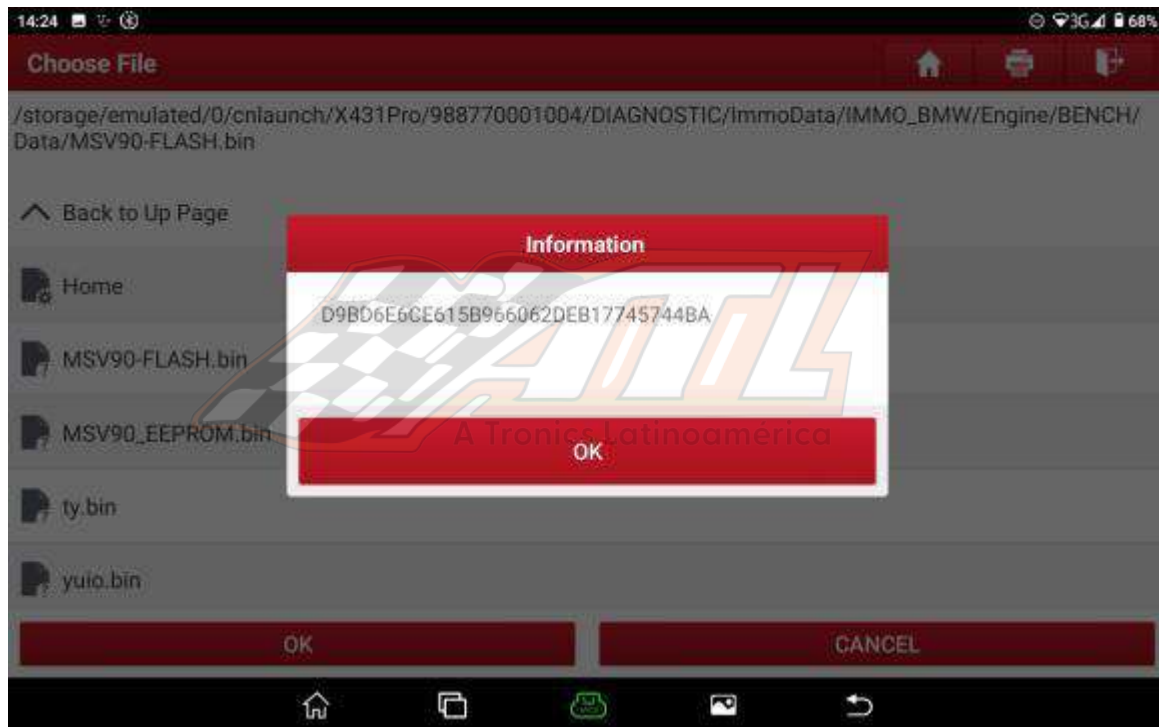 14:24
3G 68%
Choose File
/storage/emulated/0/cnlaunch/X431Pro/988770001004/DIAGNOSTIC/ImmoData/IMMO_BMW/Engine/BENCH/
Data/MSV90-FLASH.bin
Back to Up Page
Information
Home
D9BD6E6CE615B966062DEB17745744BA
MSV90-FLASH.bin
ATL
MSV90_EEPROM.bin
A Tronics Latinoamérica
OK
ty.bin
yuio.bin
OK
CANCEL